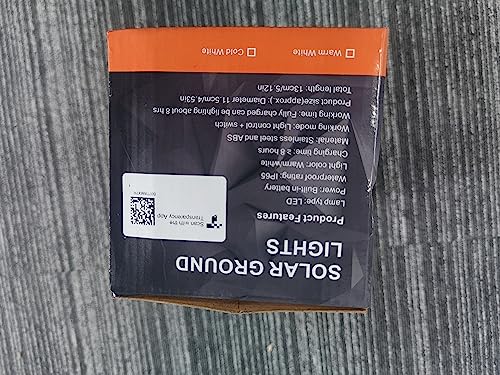 SOLAR GROUND
LIGHTS
Product Features
Lamp type: LED
Power: Built-in battery
Waterproof rating: IP65
Light color: Warm/white
Charging time: ≥ 8 hours
Material: Stainless steel and ABS
Working mode: Light control + switch
Working time: Fully charged can be lighting about 8 hrs
Product size(approx.): Diameter 11.5cm/4.53in
Total length: 13cm/5.12in
☐ Warm White
☐ Cold White
Scan with the
Transparency App